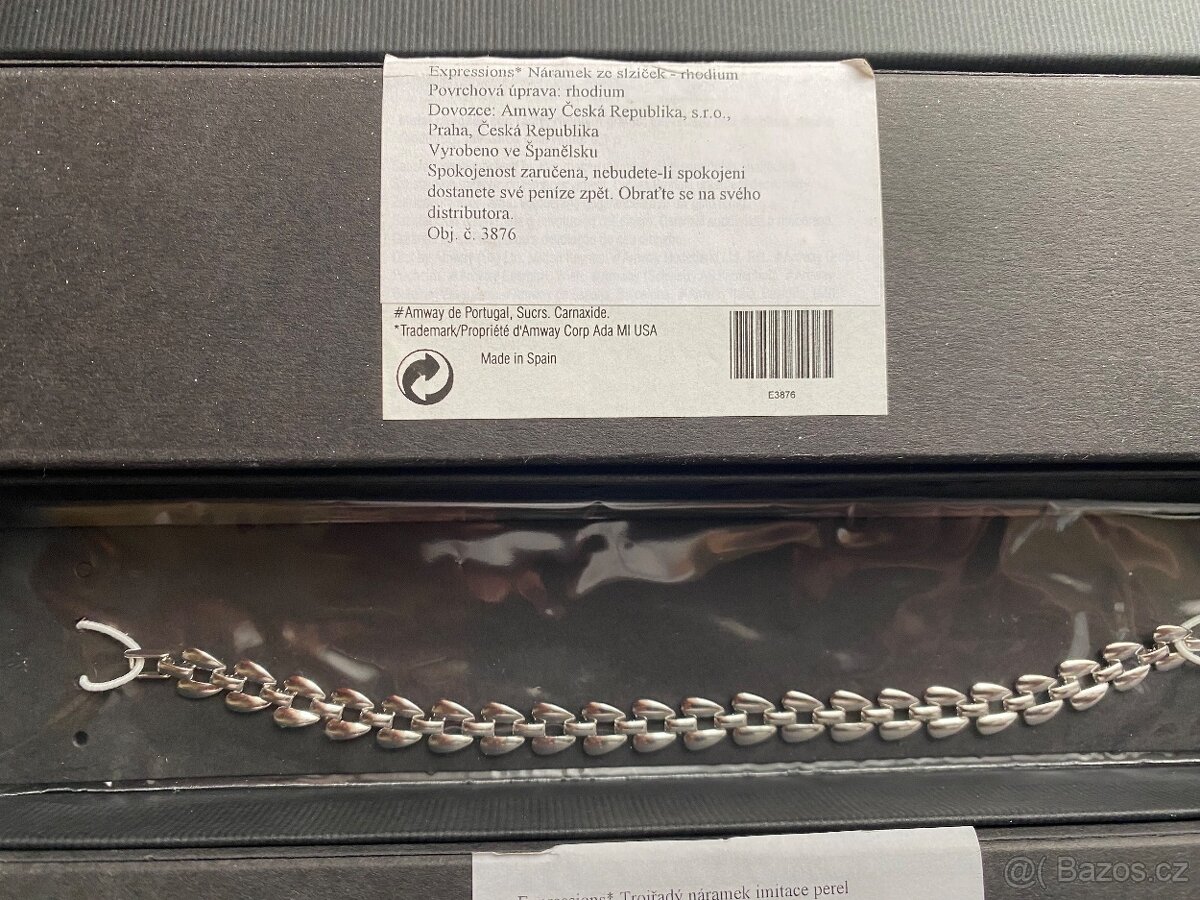 Expressions* Náramek ze slziček - rhodium
Povrchová úprava: rhodium
Dovozce: Amway Česká Republika, s.r.o.,
Praha, Česká Republika
Vyrobeno ve Španělsku
Spokojenost zaručena, nebudete-li spokojeni
dostanete své peníze zpět. Obraťte se na svého
distributora.
Obj. č. 3876
#Amway de Portugal, Sucrs. Carnaxide.
*Trademark/Propriété d'Amway Corp Ada MI USA
Made in Spain
E3876
Expressions* Trojřadý náramek imitace perel
@( Bazos.cz